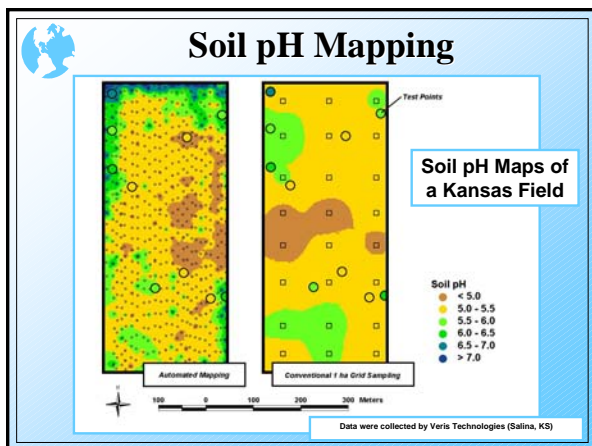 Soil pH Mapping
Test Points
Soil pH Maps of
a Kansas Field
Soil pH
< 5.0
5.0 - 5.5
5.5 - 6.0
6.0 - 6.5
6.5 - 7.0
> 7.0
Automated Mapping
Conventional 1 ha Grid Sampling
100 0 100 200 300 Meters
Data were collected by Veris Technologies (Salina, KS)